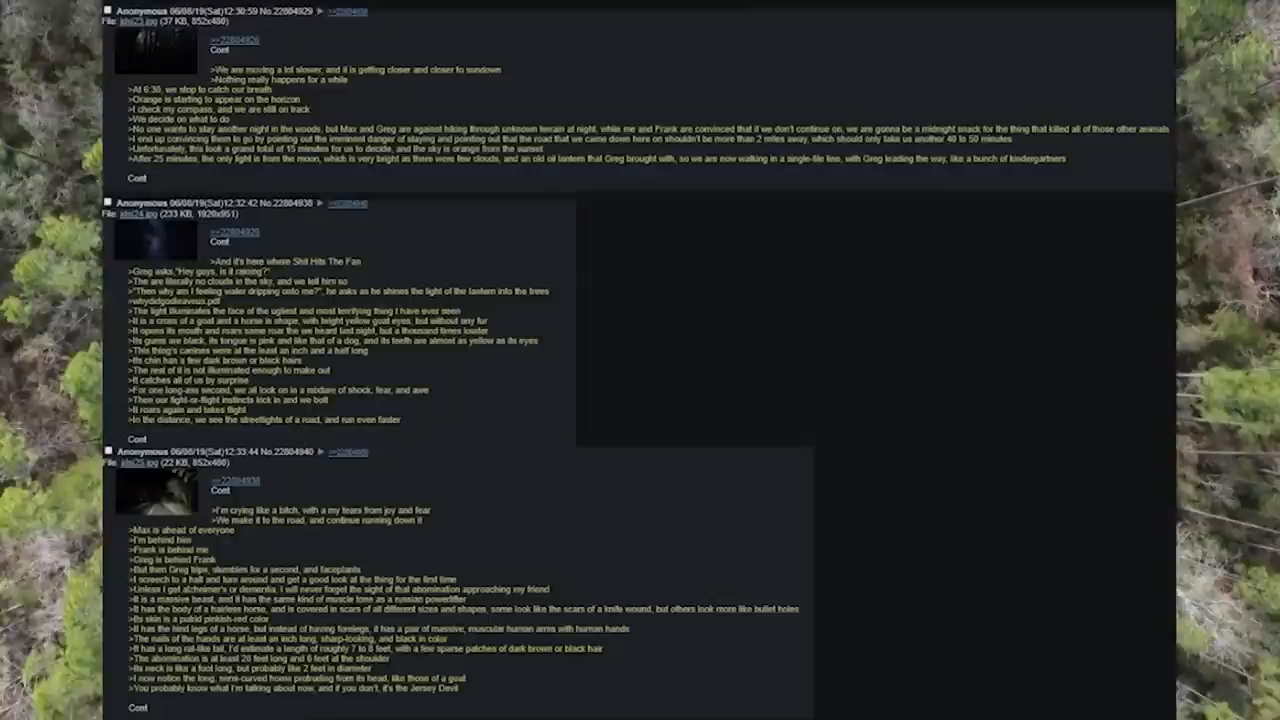 Anonymous 06/08/19(Sat)12:30:59 No.22804929 ▶ >>22804938
File: jdsi23.jpg (37 KB, 852x480)
>>22804926
Cont
>We are moving a lot slower, and it is getting closer and closer to sundown
>Nothing really happens for a while
>At 6:30, we stop to catch our breath
>Orange is starting to appear on the horizon
>I check my compass, and we are still on track
>We decide on what to do
>No one wants to stay another night in the woods, but Max and Greg are against hiking through unknown terrain at night, while me and Frank are convinced that if we don't continue on, we are gonna be a midnight snack for the thing that killed all of those other animals
>I end up convincing them to go by pointing out the imminent danger of staying and pointing out that the road that we came down here on shouldn't be more than 2 miles away, which should only take us another 40 to 50 minutes
>Unfortunately, this took a grand total of 15 minutes for us to decide, and the sky is orange from the sunset
>After 25 minutes, the only light is from the moon, which is very bright as there were few clouds, and an old oil lantern that Greg brought with, so we are now walking in a single-file line, with Greg leading the way, like a bunch of kindergartners
Cont
Anonymous 06/08/19(Sat)12:32:42 No.22804938 ▶ >>22804940
File: jdsi24.jpg (233 KB, 1920x951)
>>22804929
Cont
>And it's here where Shit Hits The Fan
>Greg asks,"Hey guys, is it raining?"
>The are literally no clouds in the sky, and we tell him so
>"Then why am I feeling water dripping onto me?", he asks as he shines the light of the lantern into the trees
>whydidgodleaveus.pdf
>The light illuminates the face of the ugliest and most terrifying thing I have ever seen
>It is a cross of a goat and a horse is shape, with bright yellow goat eyes, but without any fur
>It opens its mouth and roars same roar the we heard last night, but a thousand times louder
>Its gums are black, its tongue is pink and like that of a dog, and its teeth are almost as yellow as its eyes
>This thing's canines were at the least an inch and a half long
>Its chin has a few dark brown or black hairs
>The rest of it is not illuminated enough to make out
>It catches all of us by surprise
>For one long-ass second, we all look on in a mixture of shock, fear, and awe
>Then our fight-or-flight instincts kick in and we bolt
>It roars again and takes flight
>In the distance, we see the streetlights of a road, and run even faster
Cont
Anonymous 06/08/19(Sat)12:33:44 No.22804940 ▶
File: jdsi25.jpg (22 KB, 852x480)
>>22804938
Cont
>I'm crying like a bitch, with a my tears from joy and fear
>We make it to the road, and continue running down it
>Max is ahead of everyone
>I'm behind him
>Frank is behind me
>Greg is behind Frank
>But then Greg trips, stumbles for a second, and faceplants
>I screech to a halt and turn around and get a good look at the thing for the first time
>Unless I get alzheimer's or dementia, I will never forget the sight of that abomination approaching my friend
>It is a massive beast, and it has the same kind of muscle tone as a russian powerlifter
>It has the body of a hairless horse, and is covered in scars of all different sizes and shapes, some look like the scars of a knife wound, but others look more like bullet holes
>Its skin is a putrid pinkish-red color
>It has the hind legs of a horse, but instead of having forelegs, it has a pair of massive, muscular human arms with human hands
>The nails of the hands are at least an inch long, sharp-looking, and black in color
>It has a long rat-like tail, I'd estimate a length of roughly 7 to 8 feet, with a few sparse patches of dark brown or black hair
>The abomination is at least 20 feet long and 6 feet at the shoulder
>Its neck is like a foot long, but probably like 2 feet in diameter
>I now notice the long, semi-curved horns protruding from its head, like those of a goat
>You probably know what I'm talking about now, and if you don't, it's the Jersey Devil
Cont